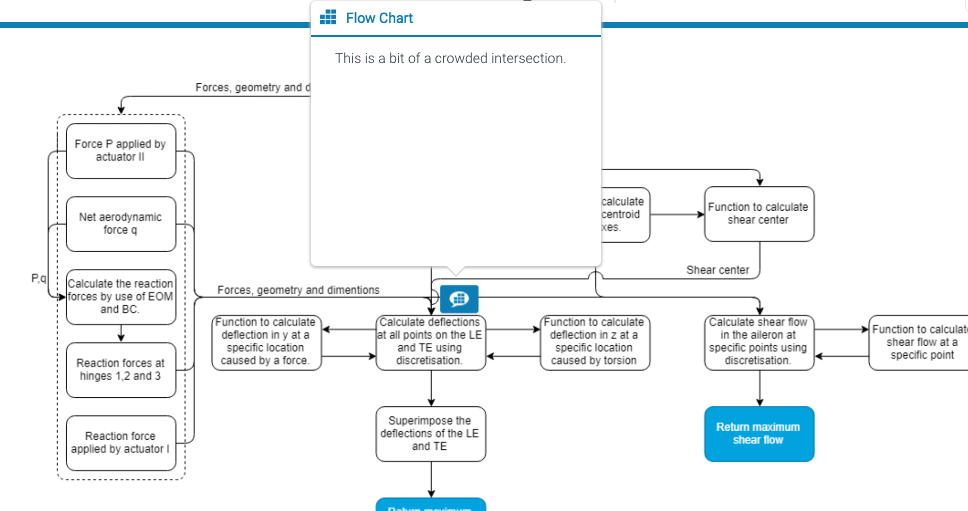 Flow Chart
This is a bit of a crowded intersection.
Forces, geometry and
Force P applied by
actuator II
Net aerodynamic
force q
P,q
Calculate the reaction
forces by use of EOM
and BC.
Reaction forces at
hinges 1,2 and 3
Reaction force
applied by actuator I
calculate
centroid
xes.
Function to calculate
shear center
Shear center
Forces, geometry and dimentions
Function to calculate
deflection in y at a
specific location
caused by a force.
Calculate deflections
at all points on the LE
and TE using
discretisation.
Function to calculate
deflection in z at a
specific location
caused by torsion
Calculate shear flow
in the aileron at
specific points using
discretisation.
Function to calculate
shear flow at a
specific point
Superimpose the
deflections of the LE
and TE
Return maximum
shear flow
Return maximum